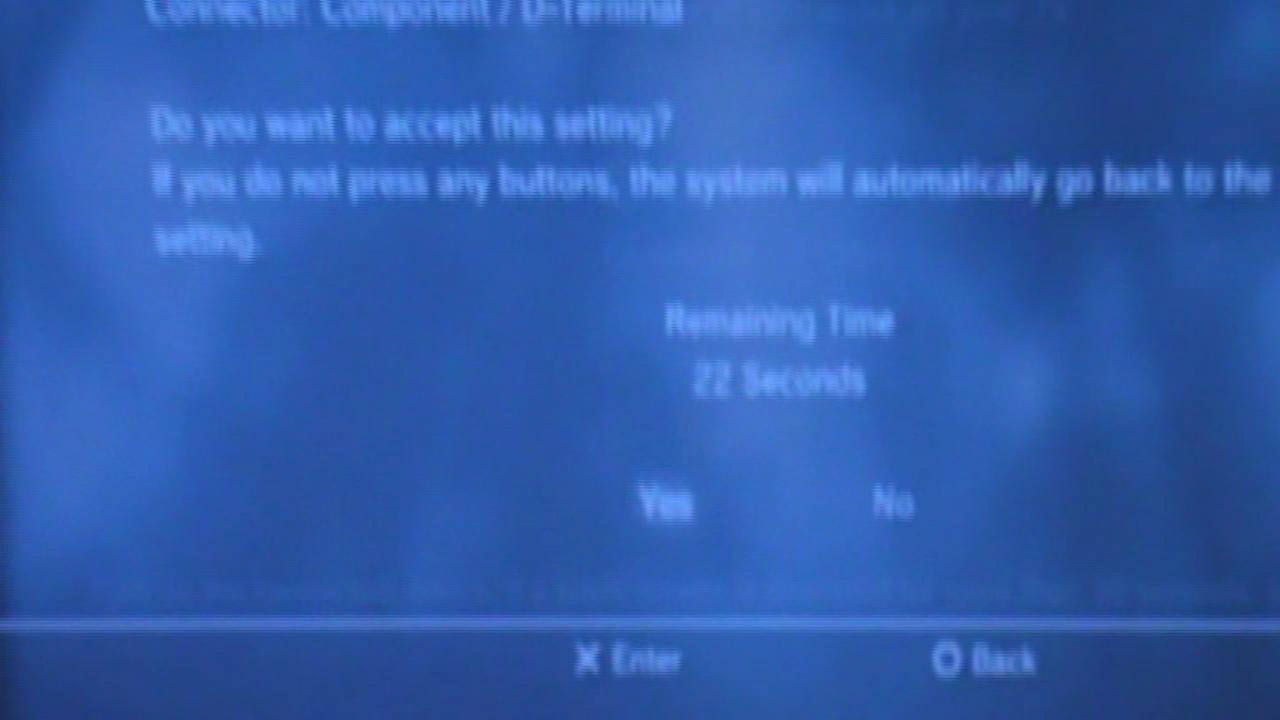 Connector: Component / D-Terminal
Do you want to accept this setting?
If you do not press any buttons, the system will automatically go back to the
setting.
Remaining Time
22 Seconds
Yes No
X Enter O Back